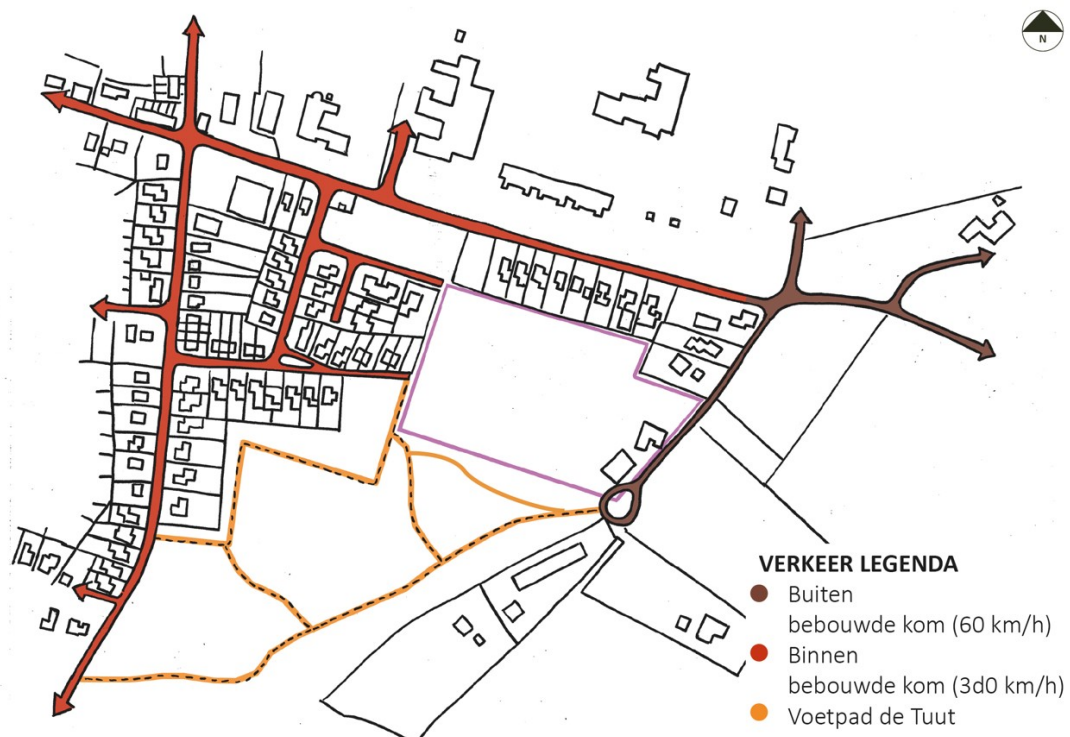 N
VERKEER LEGENDA
Buiten
bebouwde kom (60 km/h)
Binnen
bebouwde kom (3d0 km/h)
Voetpad de Tuut